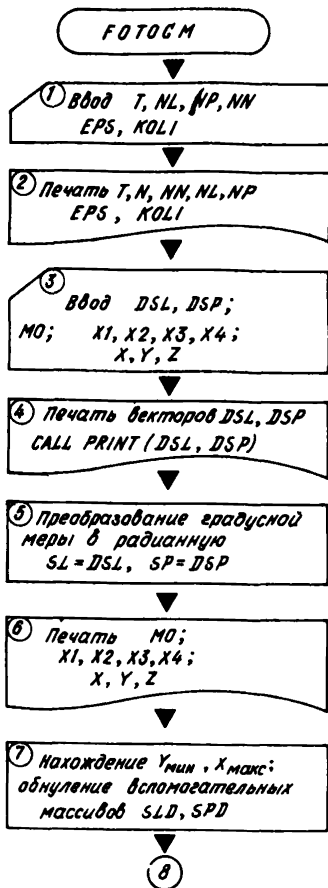 FOTOCM
① Ввод T, NL, NP, NN
EPS, KOLI
② Печать T, N, NN, NL, NP
EPS, KOLI
③
Ввод DSL, DSP;
MO; X1, X2, X3, X4;
X, Y, Z
④ Печать векторов DSL, DSP
CALL PRINT (DSL, DSP)
⑤ Преобразование градусной
меры в радианную
SL = DSL, SP = DSP
⑥ Печать MO;
X1, X2, X3, X4;
X, Y, Z
⑦ Нахождение Yмин, Xмакс;
обнуление вспомогательных
массивов SLD, SPD
⑧